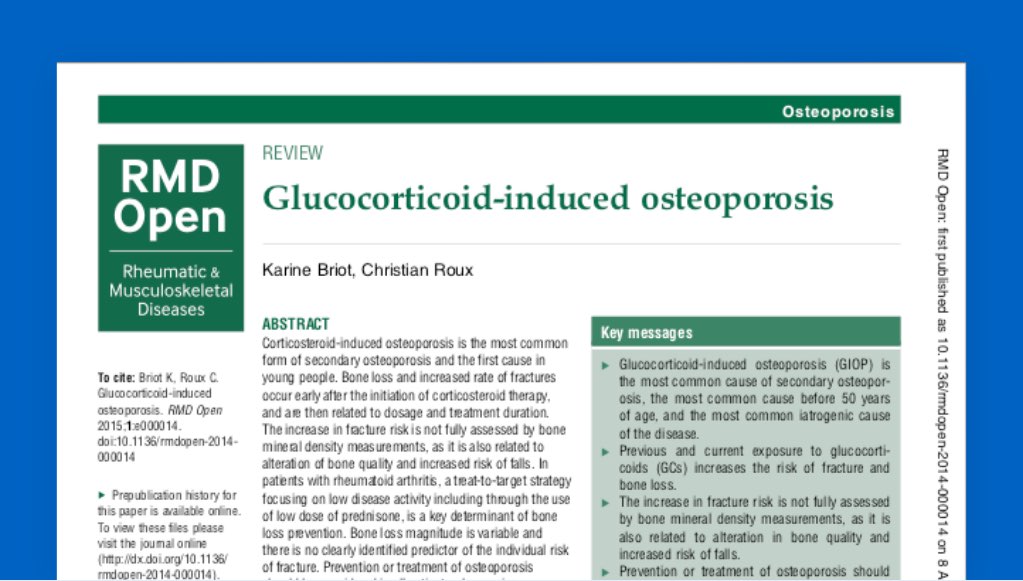 Osteoporosis
RMD
Open
Rheumatic &
Musculoskeletal
Diseases
REVIEW
Glucocorticoid-induced osteoporosis
Karine Briot, Christian Roux
To cite: Briot K, Roux C.
Glucocorticoid-induced
osteoporosis. RMD Open
2015;1:e000014.
doi:10.1136/rmdopen-2014-
000014
► Prepublication history for
this paper is available online.
To view these files please
visit the journal online
(http://dx.doi.org/10.1136/
rmdopen-2014-000014).
ABSTRACT
Corticosteroid-induced osteoporosis is the most common
form of secondary osteoporosis and the first cause in
young people. Bone loss and increased rate of fractures
occur early after the initiation of corticosteroid therapy,
and are then related to dosage and treatment duration.
The increase in fracture risk is not fully assessed by bone
mineral density measurements, as it is also related to
alteration of bone quality and increased risk of falls. In
patients with rheumatoid arthritis, a treat-to-target strategy
focusing on low disease activity including through the use
of low dose of prednisone, is a key determinant of bone
loss prevention. Bone loss magnitude is variable and
there is no clearly identified predictor of the individual risk
of fracture. Prevention or treatment of osteoporosis
Key messages
► Glucocorticoid-induced osteoporosis (GIOP) is
the most common cause of secondary osteopor-
osis, the most common cause before 50 years
of age, and the most common iatrogenic cause
of the disease.
► Previous and current exposure to glucocorti-
coids (GCs) increases the risk of fracture and
bone loss.
► The increase in fracture risk is not fully assessed
by bone mineral density measurements, as it is
also related to alteration in bone quality and
increased risk of falls.
► Prevention or treatment of osteoporosis should
RMD Open: first published as 10.1136/rmdopen-2014-000014 on 8 A